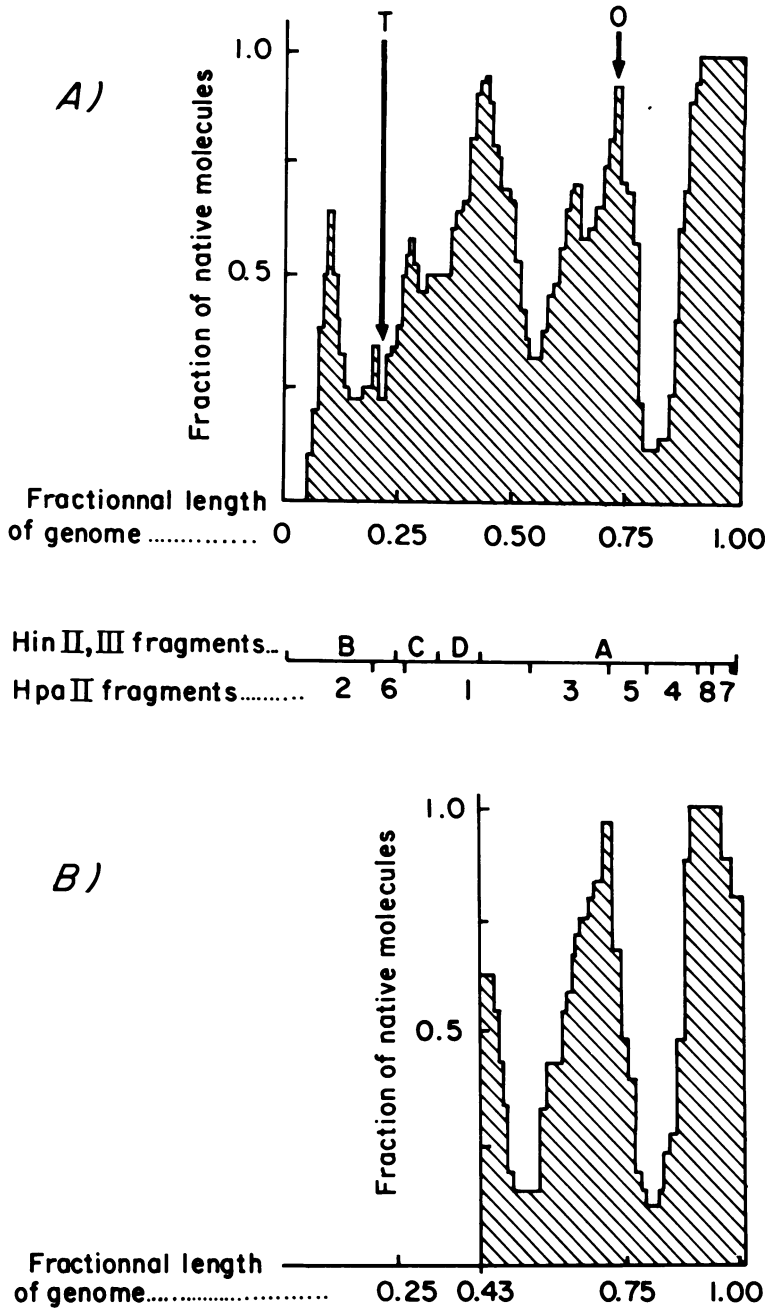 T O
A)
1.0
0.5
Fraction of native molecules
Fractionnal length
of genome ............. 0 0.25 0.50 0.75 1.00
Hin II, III fragments... B C D A
Hpa II fragments.......... 2 6 1 3 5 4 8 7
B)
1.0
0.5
Fraction of native molecules
Fractionnal length
of genome........................ 0.25 0.43 0.75 1.00